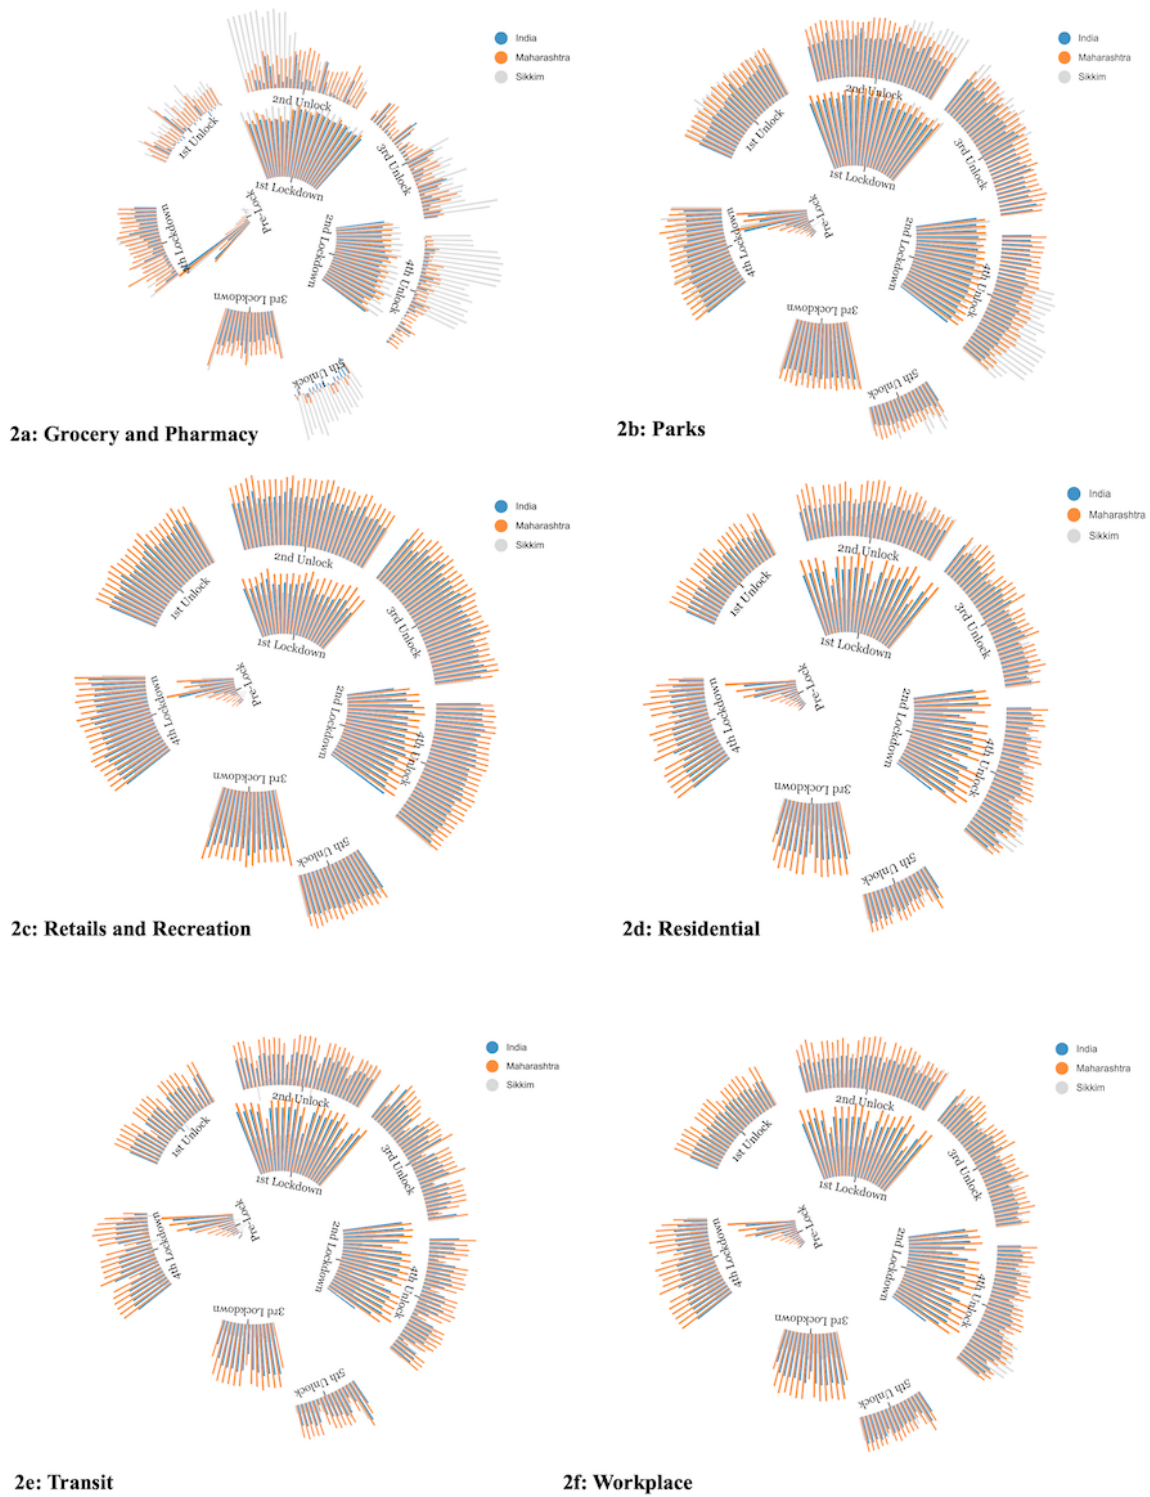 India
Maharashtra
Sikkim
2nd Unlock
1st Unlock
3rd Unlock
1st Lockdown
Pre-Lock
2nd Lockdown
4th Lockdown
4th Unlock
3rd Lockdown
5th Unlock
2a: Grocery and Pharmacy
India
Maharashtra
Sikkim
2nd Unlock
1st Unlock
3rd Unlock
1st Lockdown
Pre-Lock
2nd Lockdown
4th Lockdown
4th Unlock
3rd Lockdown
5th Unlock
2b: Parks
India
Maharashtra
Sikkim
2nd Unlock
1st Unlock
3rd Unlock
1st Lockdown
Pre-Lock
2nd Lockdown
4th Lockdown
4th Unlock
3rd Lockdown
5th Unlock
2c: Retails and Recreation
India
Maharashtra
Sikkim
2nd Unlock
1st Unlock
3rd Unlock
1st Lockdown
Pre-Lock
2nd Lockdown
4th Lockdown
4th Unlock
3rd Lockdown
5th Unlock
2d: Residential
India
Maharashtra
Sikkim
2nd Unlock
1st Unlock
3rd Unlock
1st Lockdown
Pre-Lock
2nd Lockdown
4th Lockdown
4th Unlock
3rd Lockdown
5th Unlock
2e: Transit
India
Maharashtra
Sikkim
2nd Unlock
1st Unlock
3rd Unlock
1st Lockdown
Pre-Lock
2nd Lockdown
4th Lockdown
4th Unlock
3rd Lockdown
5th Unlock
2f: Workplace